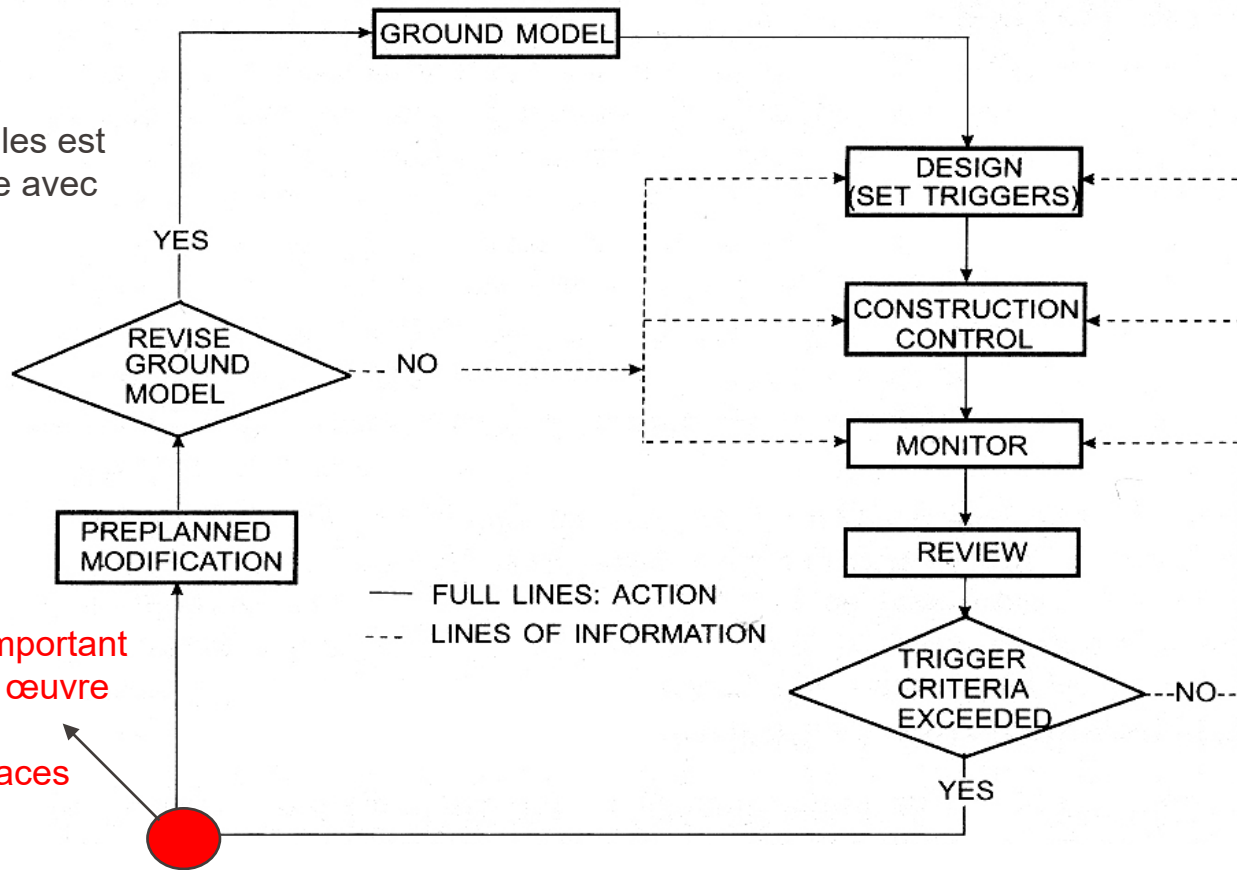 GROUND MODEL
les est
e avec
DESIGN
(SET TRIGGERS)
YES
CONSTRUCTION
CONTROL
REVISE
GROUND
MODEL
NO
MONITOR
PREPLANNED
MODIFICATION
REVIEW
FULL LINES: ACTION
LINES OF INFORMATION
mportant
œuvre
aces
TRIGGER
CRITERIA
EXCEEDED
NO
YES